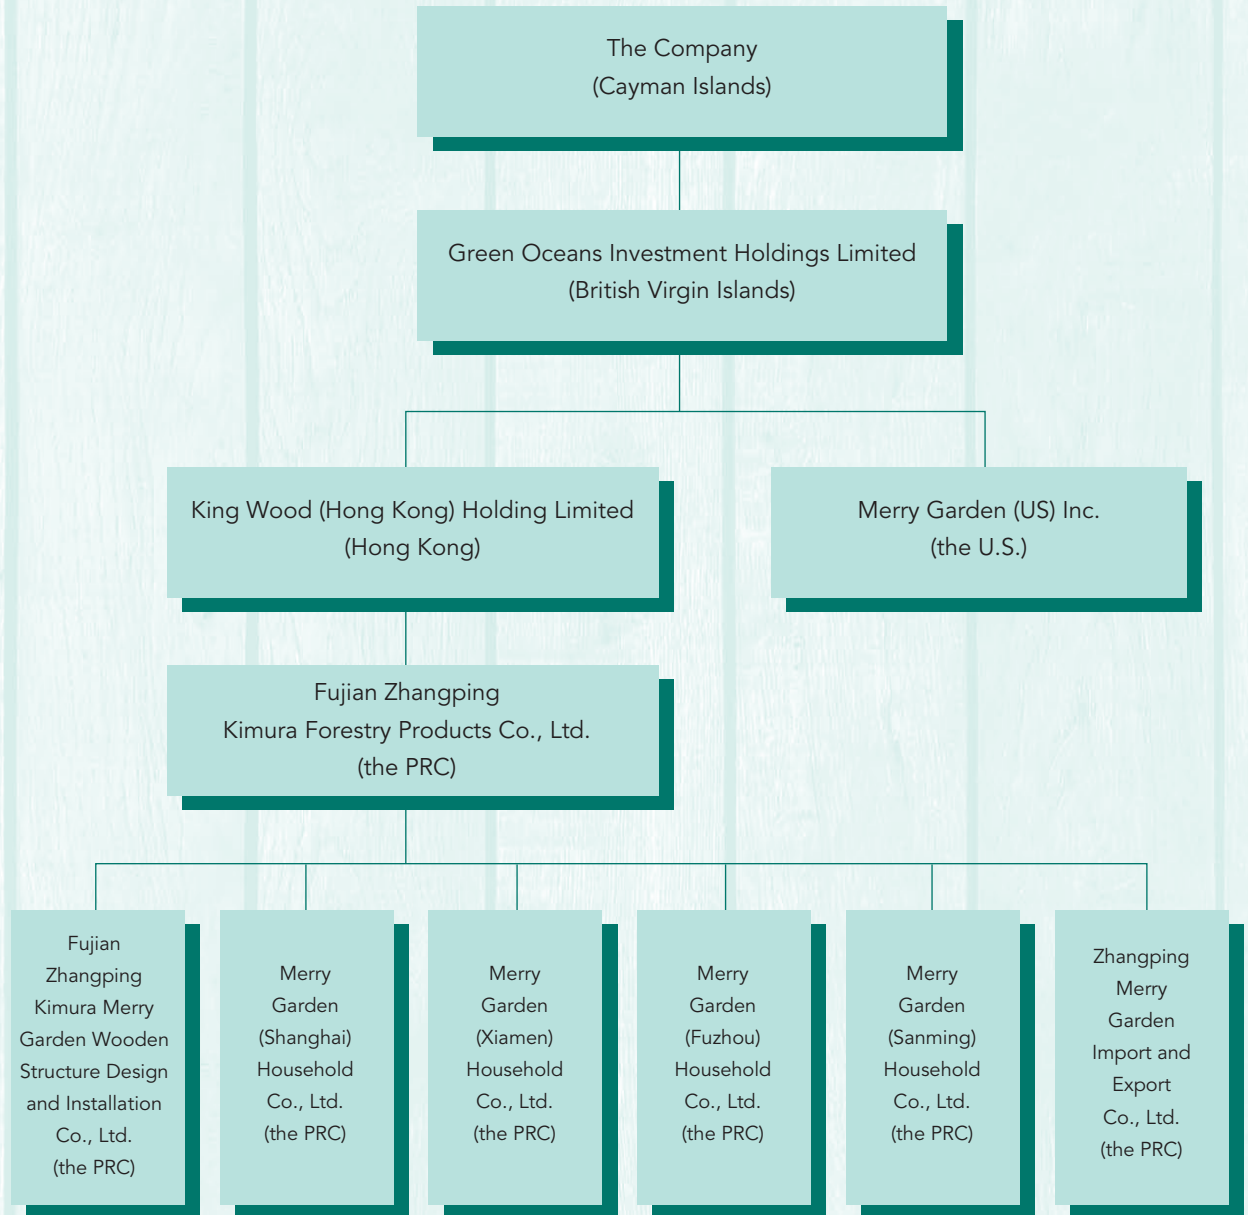 The Company
(Cayman Islands)
Green Oceans Investment Holdings Limited
(British Virgin Islands)
King Wood (Hong Kong) Holding Limited
(Hong Kong)
Merry Garden (US) Inc.
(the U.S.)
Fujian Zhangping
Kimura Forestry Products Co., Ltd.
(the PRC)
Fujian
Zhangping
Kimura Merry
Garden Wooden
Structure Design
and Installation
Co., Ltd.
(the PRC)
Merry
Garden
(Shanghai)
Household
Co., Ltd.
(the PRC)
Merry
Garden
(Xiamen)
Household
Co., Ltd.
(the PRC)
Merry
Garden
(Fuzhou)
Household
Co., Ltd.
(the PRC)
Merry
Garden
(Sanming)
Household
Co., Ltd.
(the PRC)
Zhangping
Merry
Garden
Import and
Export
Co., Ltd.
(the PRC)